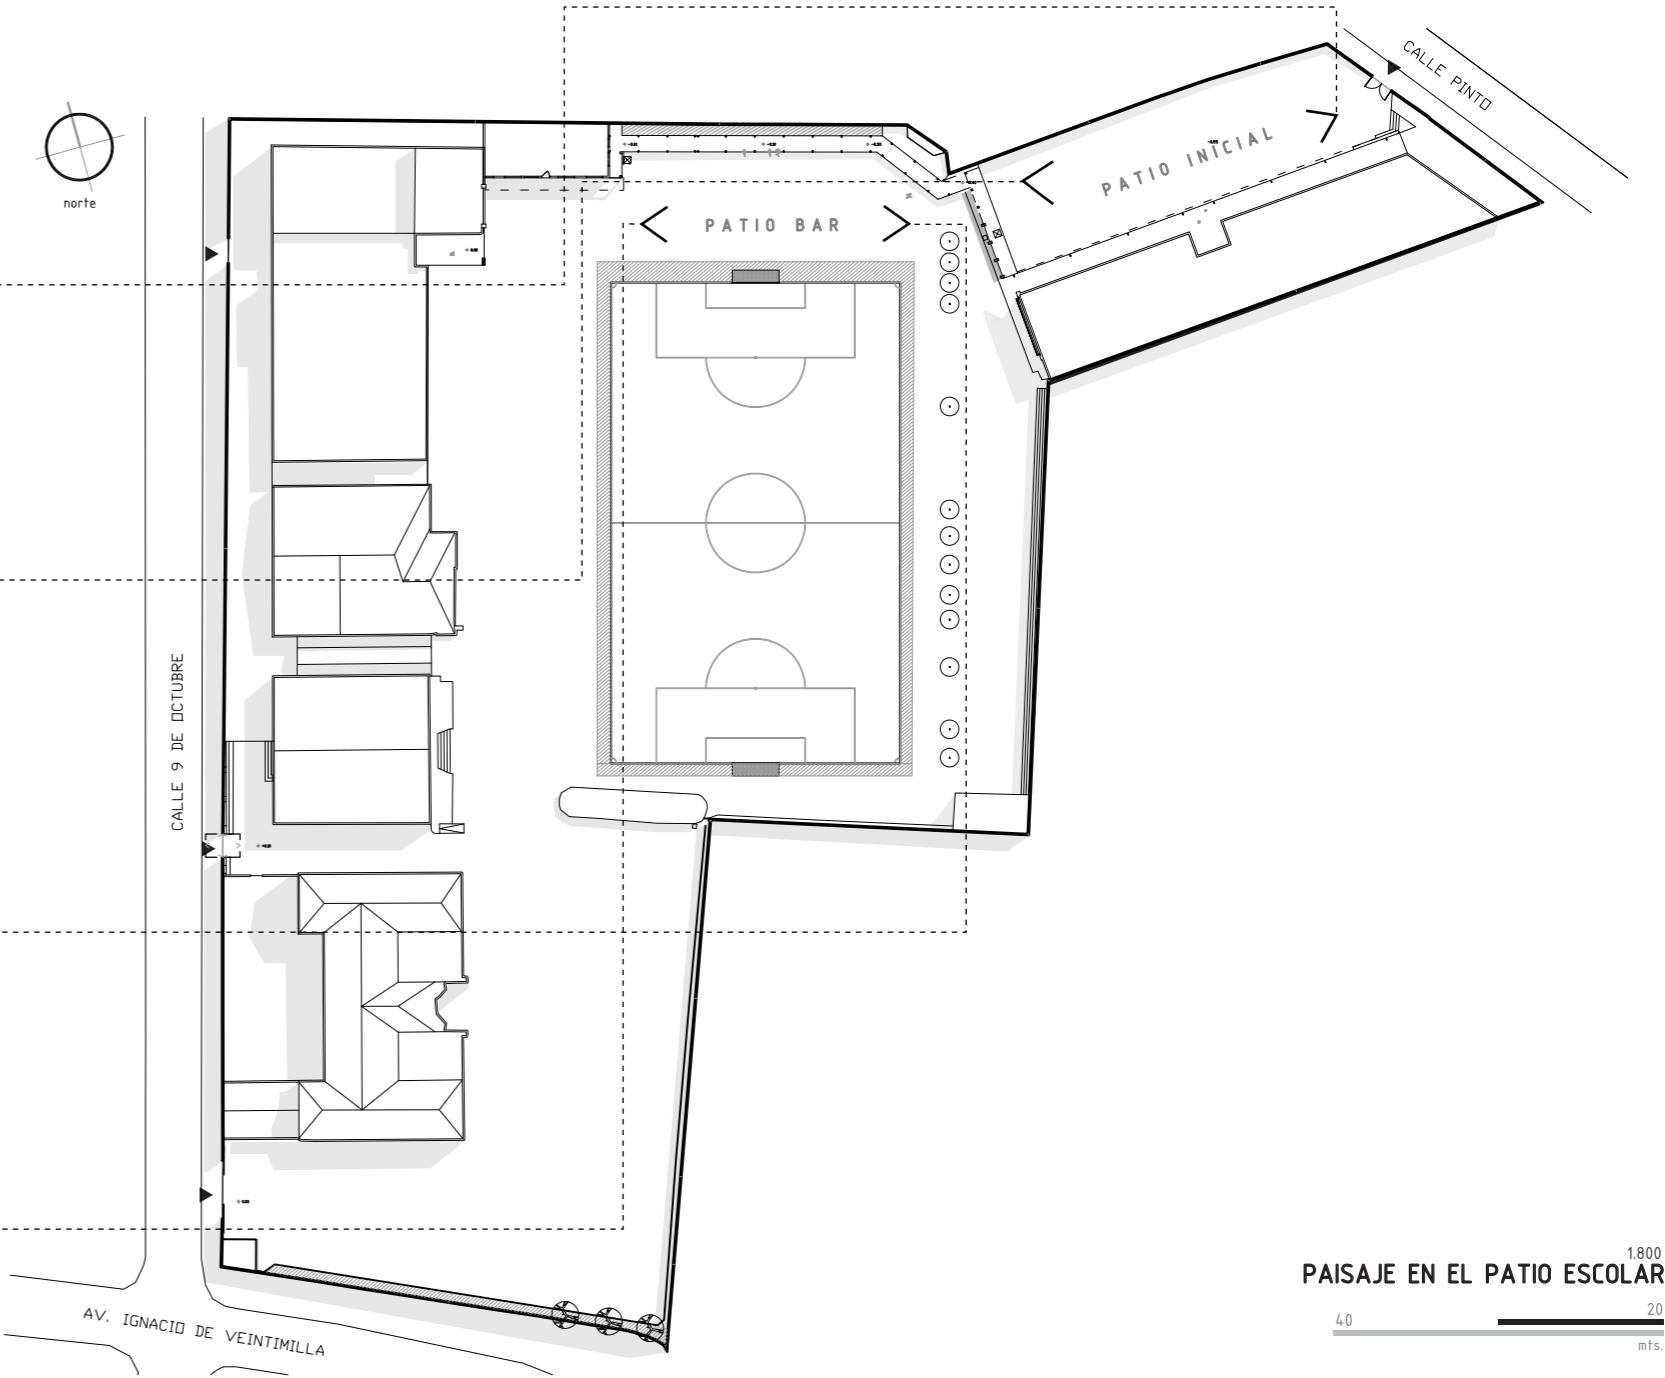 CALLE PINTO
PATIO INICIAL
norte
PATIO BAR
CALLE 9 DE OCTUBRE
1.800
PAISAJE EN EL PATIO ESCOLAR
40
20
mts.
AV. IGNACIO DE VEINTIMILLA